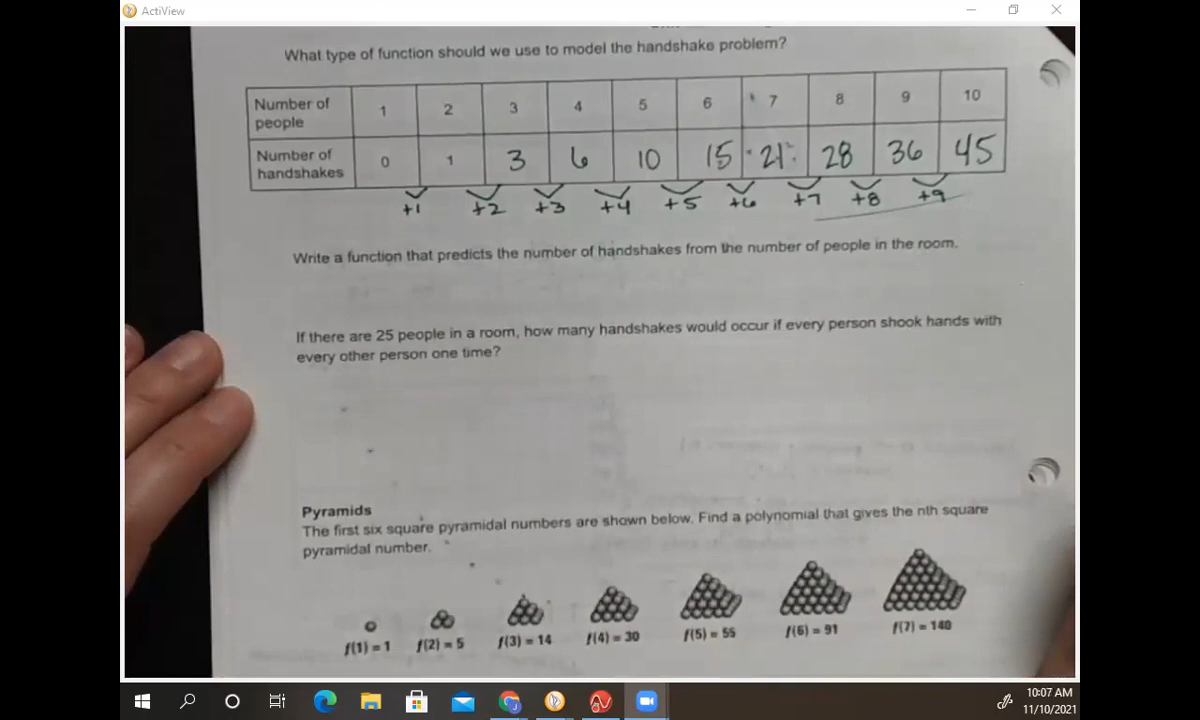 ActiView
What type of function should we use to model the handshake problem?
Number of people 1 2 3 4 5 6 7 8 9 10
Number of handshakes 0 1 3 6 10 15 21 28 36 45
+1 +2 +3 +4 +5 +6 +7 +8 +9
Write a function that predicts the number of handshakes from the number of people in the room.
If there are 25 people in a room, how many handshakes would occur if every person shook hands with
every other person one time?
Pyramids
The first six square pyramidal numbers are shown below. Find a polynomial that gives the nth square
pyramidal number.
f(1) = 1 f(2) = 5 f(3) = 14 f(4) = 30 f(5) = 55 f(6) = 91 f(7) = 140
10:07 AM
11/10/2021